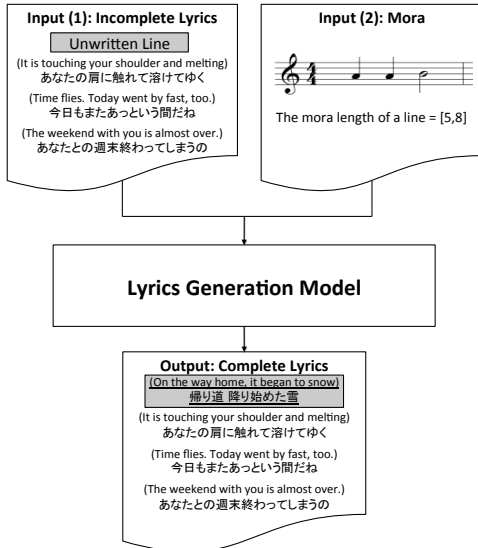 Input (1): Incomplete Lyrics
Unwritten Line
(It is touching your shoulder and melting)
あなたの肩に触れて溶けてゆく
(Time flies. Today went by fast, too.)
今日もまたあっという間だね
(The weekend with you is almost over.)
あなたとの週末終わってしまうの
Input (2): Mora
4
4
The mora length of a line = [5,8]
Lyrics Generation Model
Output: Complete Lyrics
(On the way home, it began to snow)
帰り道 降り始めた雪
(It is touching your shoulder and melting)
あなたの肩に触れて溶けてゆく
(Time flies. Today went by fast, too.)
今日もまたあっという間だね
(The weekend with you is almost over.)
あなたとの週末終わってしまうの